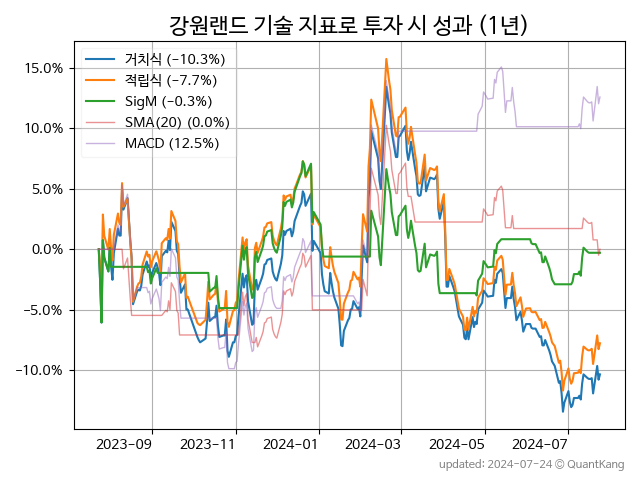 강원랜드 기술 지표로 투자 시 성과 (1년)
거치식 (−10.3%)
적립식 (−7.7%)
SigM (−0.3%)
SMA(20) (0.0%)
MACD (12.5%)
15.0%
10.0%
5.0%
0.0%
−5.0%
−10.0%
2023−09
2023−11
2024−01
2024−03
2024−05
2024−07
updated: 2024-07-24 © QuantKang